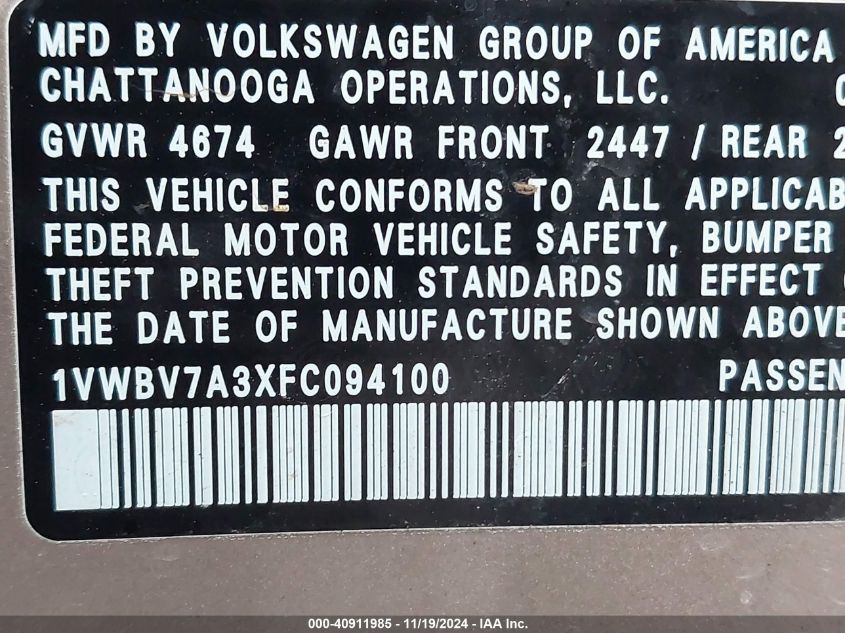 MFD BY VOLKSWAGEN GROUP OF AMERICA
CHATTANOOGA OPERATIONS, LLC.
GVWR 4674 GAWR FRONT 2447 / REAR 2
THIS VEHICLE CONFORMS TO ALL APPLICAB
FEDERAL MOTOR VEHICLE SAFETY, BUMPER
THEFT PREVENTION STANDARDS IN EFFECT
THE DATE OF MANUFACTURE SHOWN ABOVE
1VWBV7A3XFC094100 PASSEN
000-40911985 - 11/19/2024 - IAA Inc.